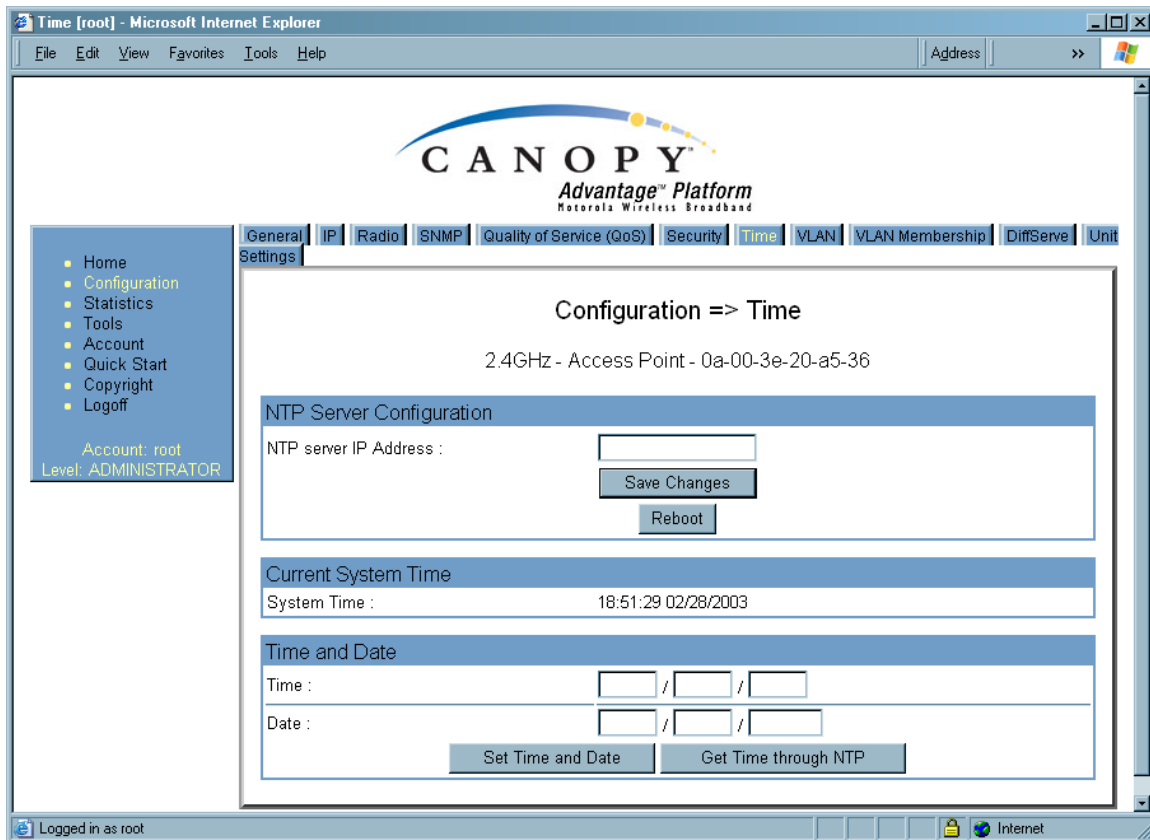 Time [root] - Microsoft Internet Explorer
File Edit View Favorites Tools Help Address »
CANOPY™
Advantage™ Platform
Motorola Wireless Broadband
General IP Radio SNMP Quality of Service (QoS) Security Time VLAN VLAN Membership DiffServe Unit
Settings
Home
Configuration
Statistics
Tools
Account
Quick Start
Copyright
Logoff
Account: root
Level: ADMINISTRATOR
Configuration => Time
2.4GHz - Access Point - 0a-00-3e-20-a5-36
NTP Server Configuration
NTP server IP Address :
Save Changes
Reboot
Current System Time
System Time : 18:51:29 02/28/2003
Time and Date
Time : / /
Date : / /
Set Time and Date Get Time through NTP
Logged in as root Internet